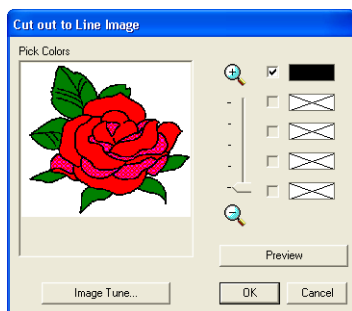 Cut out to Line Image
Pick Colors
Preview
Image Tune...
OK
Cancel